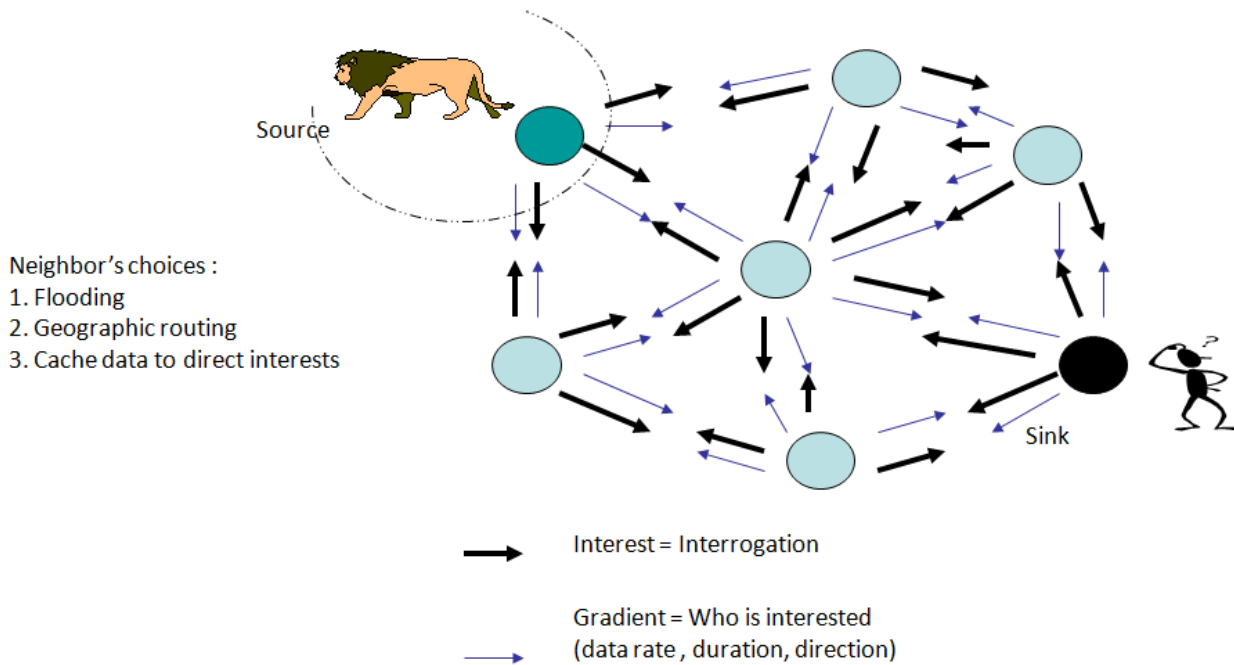 Source
Neighbor's choices :
1. Flooding
2. Geographic routing
3. Cache data to direct interests
?
Sink
Interest = Interrogation
Gradient = Who is interested
(data rate , duration, direction)